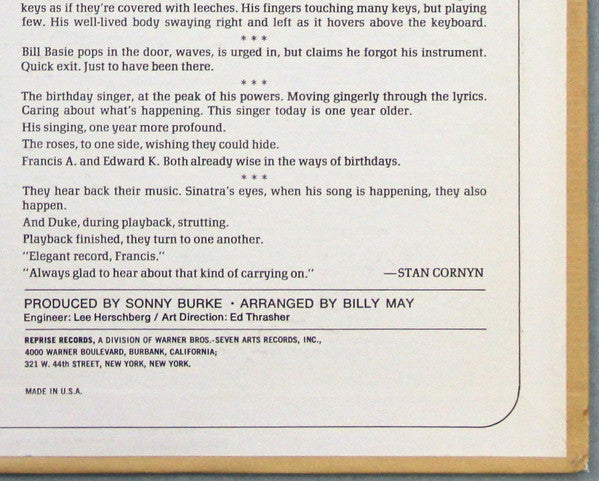 keys as if they're covered with leeches. His fingers touching many keys, but playing
few. His well-lived body swaying right and left as it hovers above the keyboard.
* * *
Bill Basie pops in the door, waves, is urged in, but claims he forgot his instrument.
Quick exit. Just to have been there.
* * *
The birthday singer, at the peak of his powers. Moving gingerly through the lyrics.
Caring about what's happening. This singer today is one year older.
His singing, one year more profound.
The roses, to one side, wishing they could hide.
Francis A. and Edward K. Both already wise in the ways of birthdays.
* * *
They hear back their music. Sinatra's eyes, when his song is happening, they also
happen.
And Duke, during playback, strutting.
Playback finished, they turn to one another.
"Elegant record, Francis."
"Always glad to hear about that kind of carrying on." —STAN CORNYN
PRODUCED BY SONNY BURKE • ARRANGED BY BILLY MAY
Engineer: Lee Herschberg / Art Direction: Ed Thrasher
REPRISE RECORDS, A DIVISION OF WARNER BROS.-SEVEN ARTS RECORDS, INC.,
4000 WARNER BOULEVARD, BURBANK, CALIFORNIA;
321 W. 44th STREET, NEW YORK, NEW YORK.
MADE IN U.S.A.